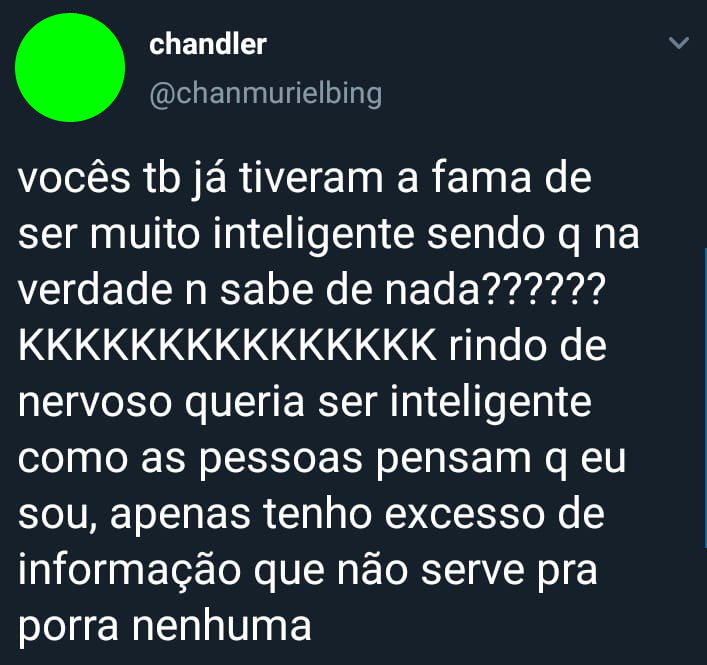 chandler
@chanmurielbing
vocês tb já tiveram a fama de
ser muito inteligente sendo q na
verdade n sabe de nada??????
KKKKKKKKKKKKKKK rindo de
nervoso queria ser inteligente
como as pessoas pensam q eu
sou, apenas tenho excesso de
informação que não serve pra
porra nenhuma